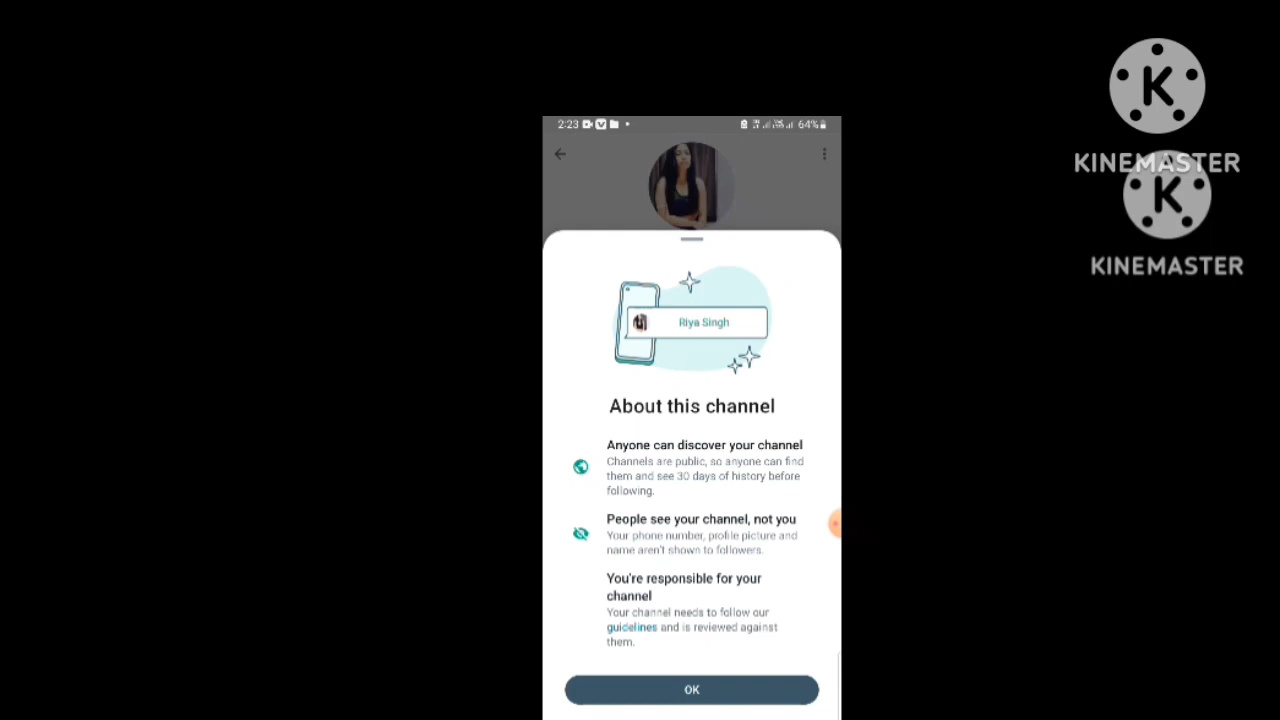 KINEMASTER
KINEMASTER
2:23
64%
Riya Singh
About this channel
Anyone can discover your channel
Channels are public, so anyone can find
them and see 30 days of history before
following.
People see your channel, not you
Your phone number, profile picture and
name aren't shown to followers.
You're responsible for your
channel
Your channel needs to follow our
guidelines and is reviewed against
them.
OK